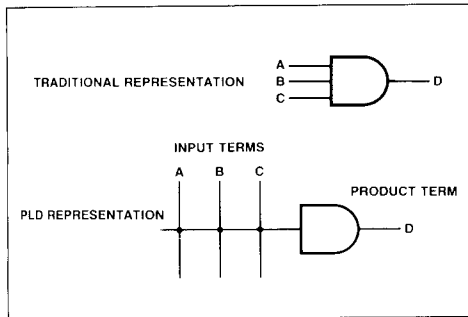 TRADITIONAL REPRESENTATION
A
B
C
D
INPUT TERMS
A B C
PRODUCT TERM
PLD REPRESENTATION
D